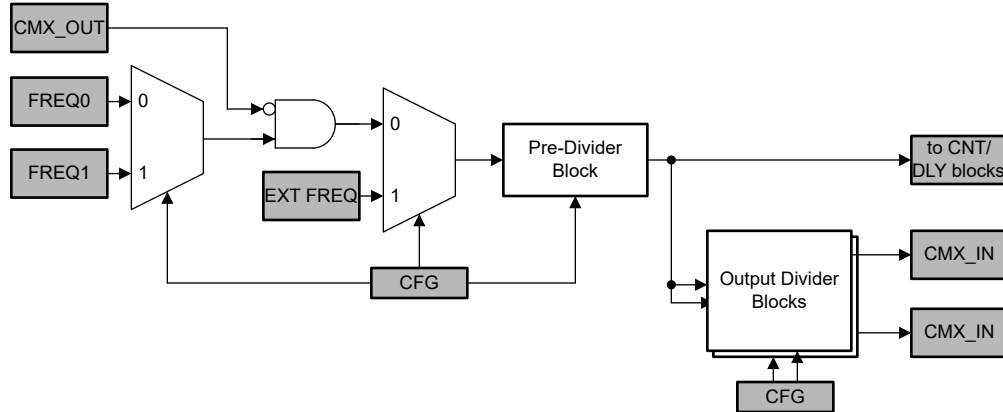 CMX_OUT
FREQ0
0
FREQ1
1
0
EXT FREQ
1
Pre-Divider
Block
to CNT/
DLY blocks
CFG
Output Divider
Blocks
CMX_IN
CMX_IN
CFG